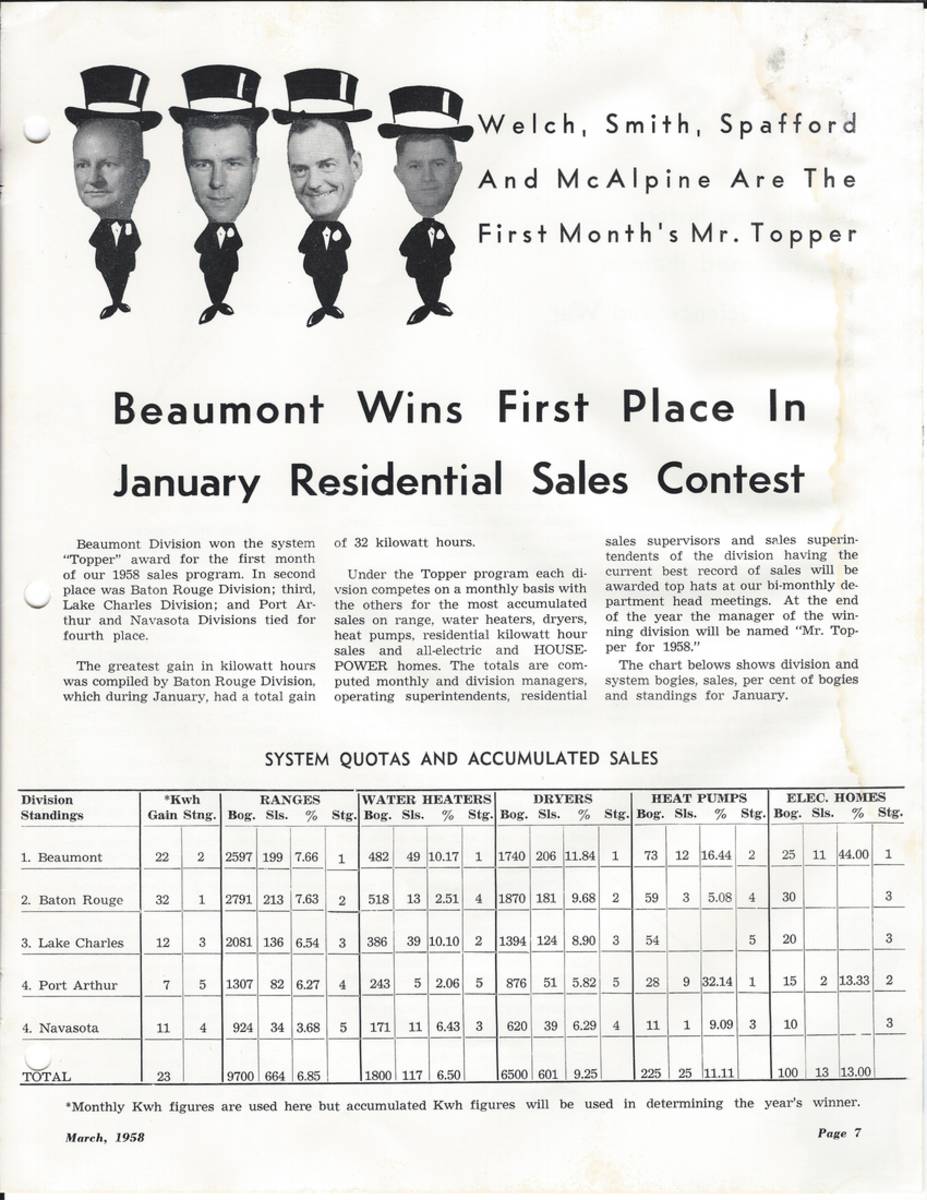 Welch, Smith, Spafford
And McAlpine Are The
First Month's Mr. Topper
Beaumont Wins First Place In
January Residential Sales Contest
Beaumont Division won the system
"Topper" award for the first month
of our 1958 sales program. In second
place was Baton Rouge Division; third,
Lake Charles Division; and Port Ar-
thur and Navasota Divisions tied for
fourth place.
The greatest gain in kilowatt hours
was compiled by Baton Rouge Division,
which during January, had a total gain
of 32 kilowatt hours.
Under the Topper program each di-
vsion competes on a monthly basis with
the others for the most accumulated
sales on range, water heaters, dryers,
heat pumps, residential kilowatt hour
sales and all-electric and HOUSE-
POWER homes. The totals are com-
puted monthly and division managers,
operating superintendents, residential
sales supervisors and sales superin-
tendents of the division having the
current best record of sales will be
awarded top hats at our bi-monthly de-
partment head meetings. At the end
of the year the manager of the win-
ning division will be named "Mr. Top-
per for 1958."
The chart belows shows division and
system bogies, sales, per cent of bogies
and standings for January.
SYSTEM QUOTAS AND ACCUMULATED SALES
Division *Kwh RANGES WATER HEATERS DRYERS HEAT PUMPS ELEC. HOMES
Standings Gain Stng. Bog. Sls. % Stg. Bog. Sls. % Stg. Bog. Sls. % Stg. Bog. Sls. % Stg. Bog. Sls. % Stg.
1. Beaumont 22 2 2597 199 7.66 1 482 49 10.17 1 1740 206 11.84 1 73 12 16.44 2 25 11 44.00 1
2. Baton Rouge 32 1 2791 213 7.63 2 518 13 2.51 4 1870 181 9.68 2 59 3 5.08 4 30 3
3. Lake Charles 12 3 2081 136 6.54 3 386 39 10.10 2 1394 124 8.90 3 54 5 20 3
4. Port Arthur 7 5 1307 82 6.27 4 243 5 2.06 5 876 51 5.82 5 28 9 32.14 1 15 2 13.33 2
4. Navasota 11 4 924 34 3.68 5 171 11 6.43 3 620 39 6.29 4 11 1 9.09 3 10 3
TOTAL 23 9700 664 6.85 1800 117 6.50 6500 601 9.25 225 25 11.11 100 13 13.00
*Monthly Kwh figures are used here but accumulated Kwh figures will be used in determining the year's winner.
March, 1958
Page 7